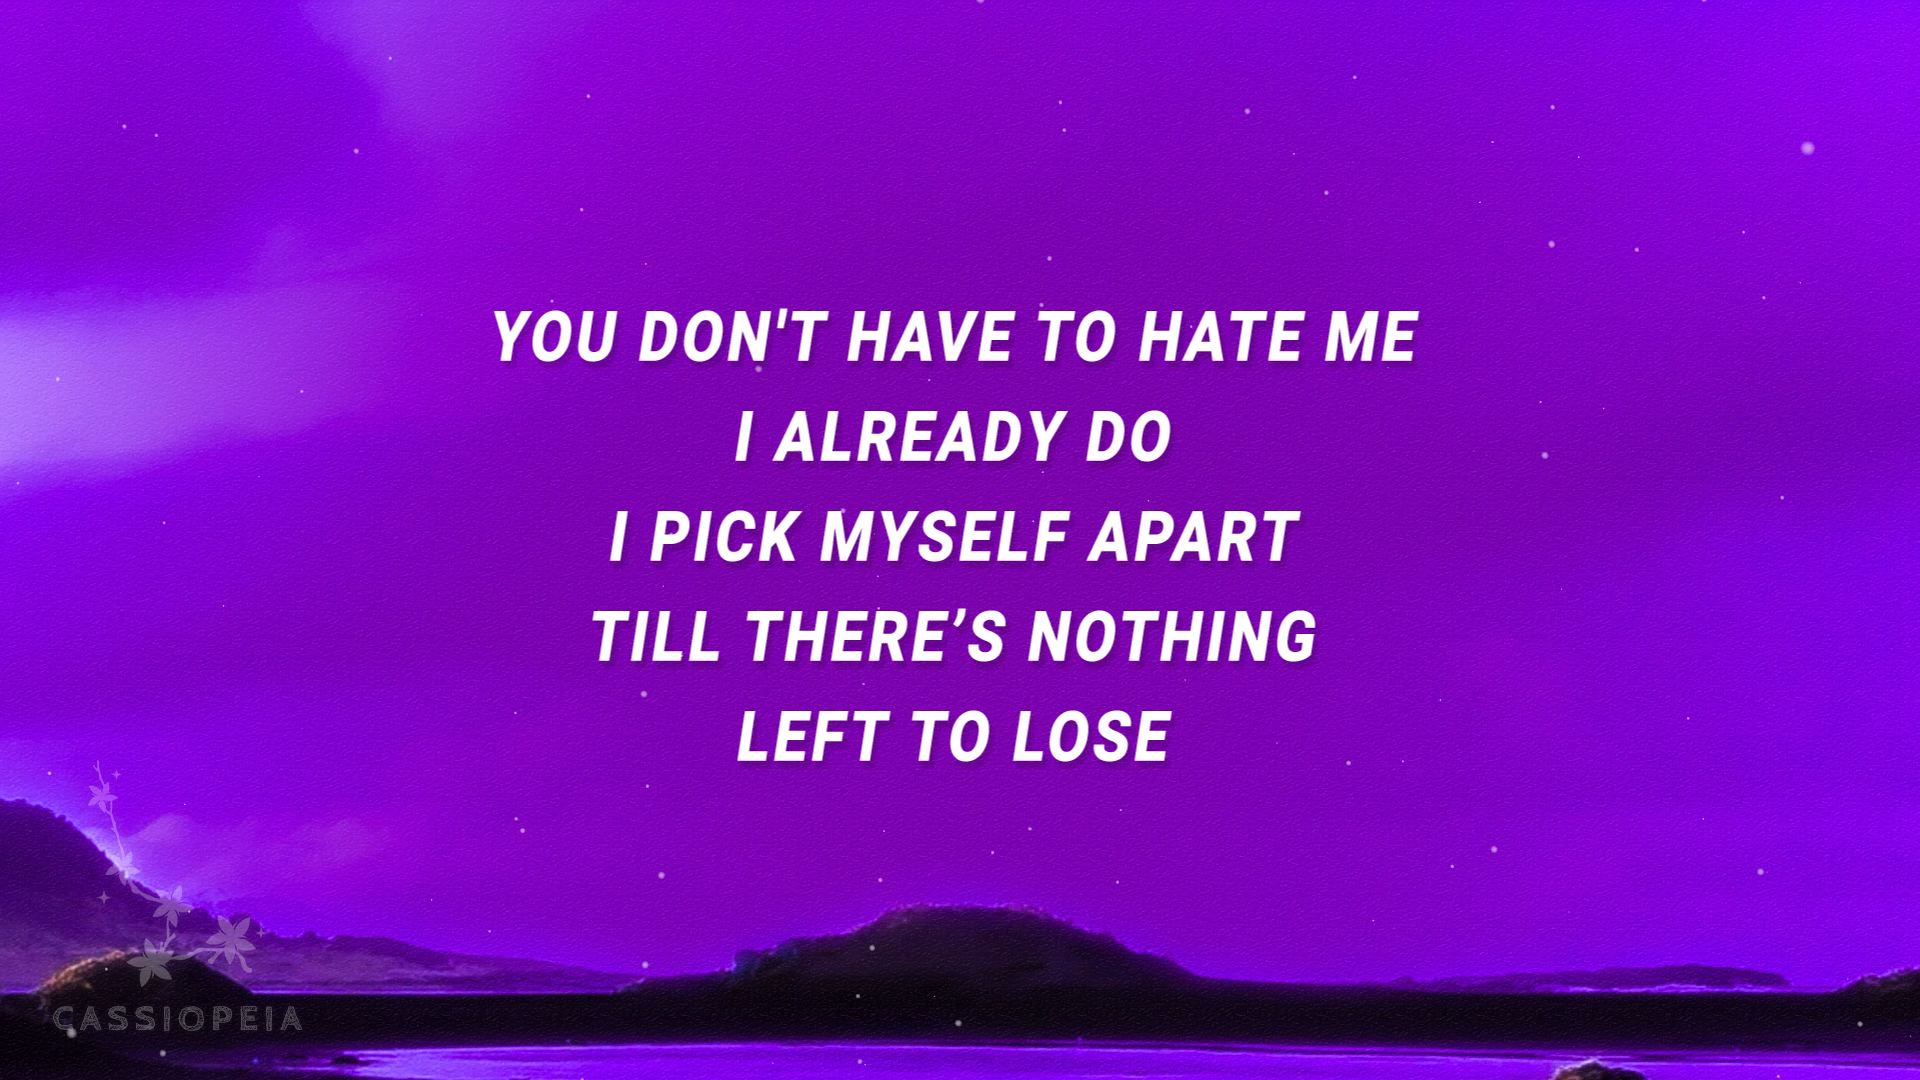 YOU DON'T HAVE TO HATE ME
I ALREADY DO
I PICK MYSELF APART
TILL THERE’S NOTHING
LEFT TO LOSE
CASSIOPEIA